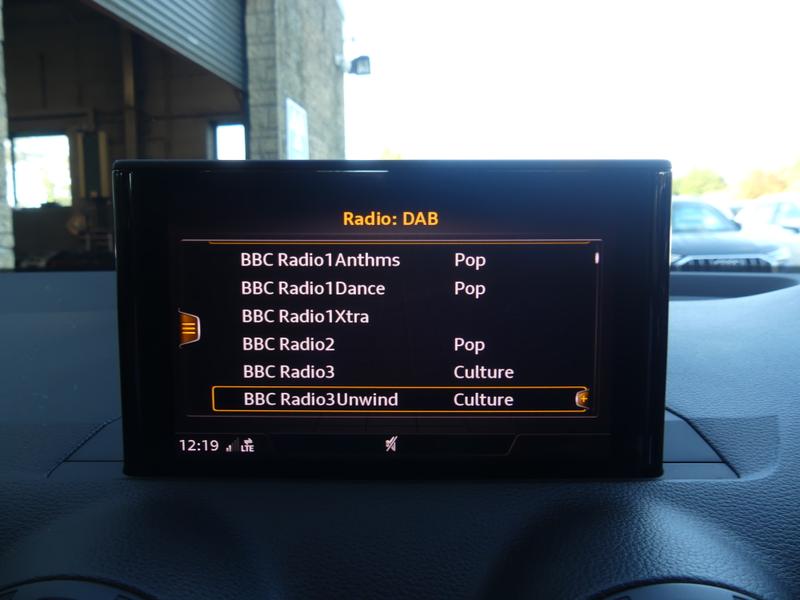 Radio: DAB
BBC Radio1Anthms Pop
BBC Radio1Dance Pop
BBC Radio1Xtra
BBC Radio2 Pop
BBC Radio3 Culture
BBC Radio3Unwind Culture
12:19 LTE